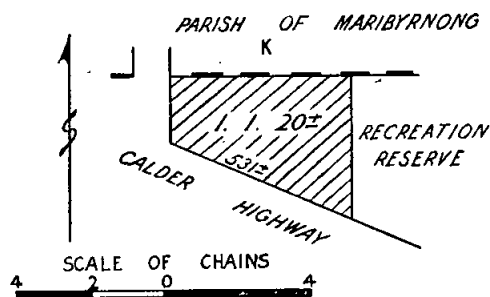 PARISH OF MARIBYRNONG
K
1. 1. 20±
RECREATION
RESERVE
531±
CALDER
HIGHWAY
SCALE OF CHAINS
4 2 0 4